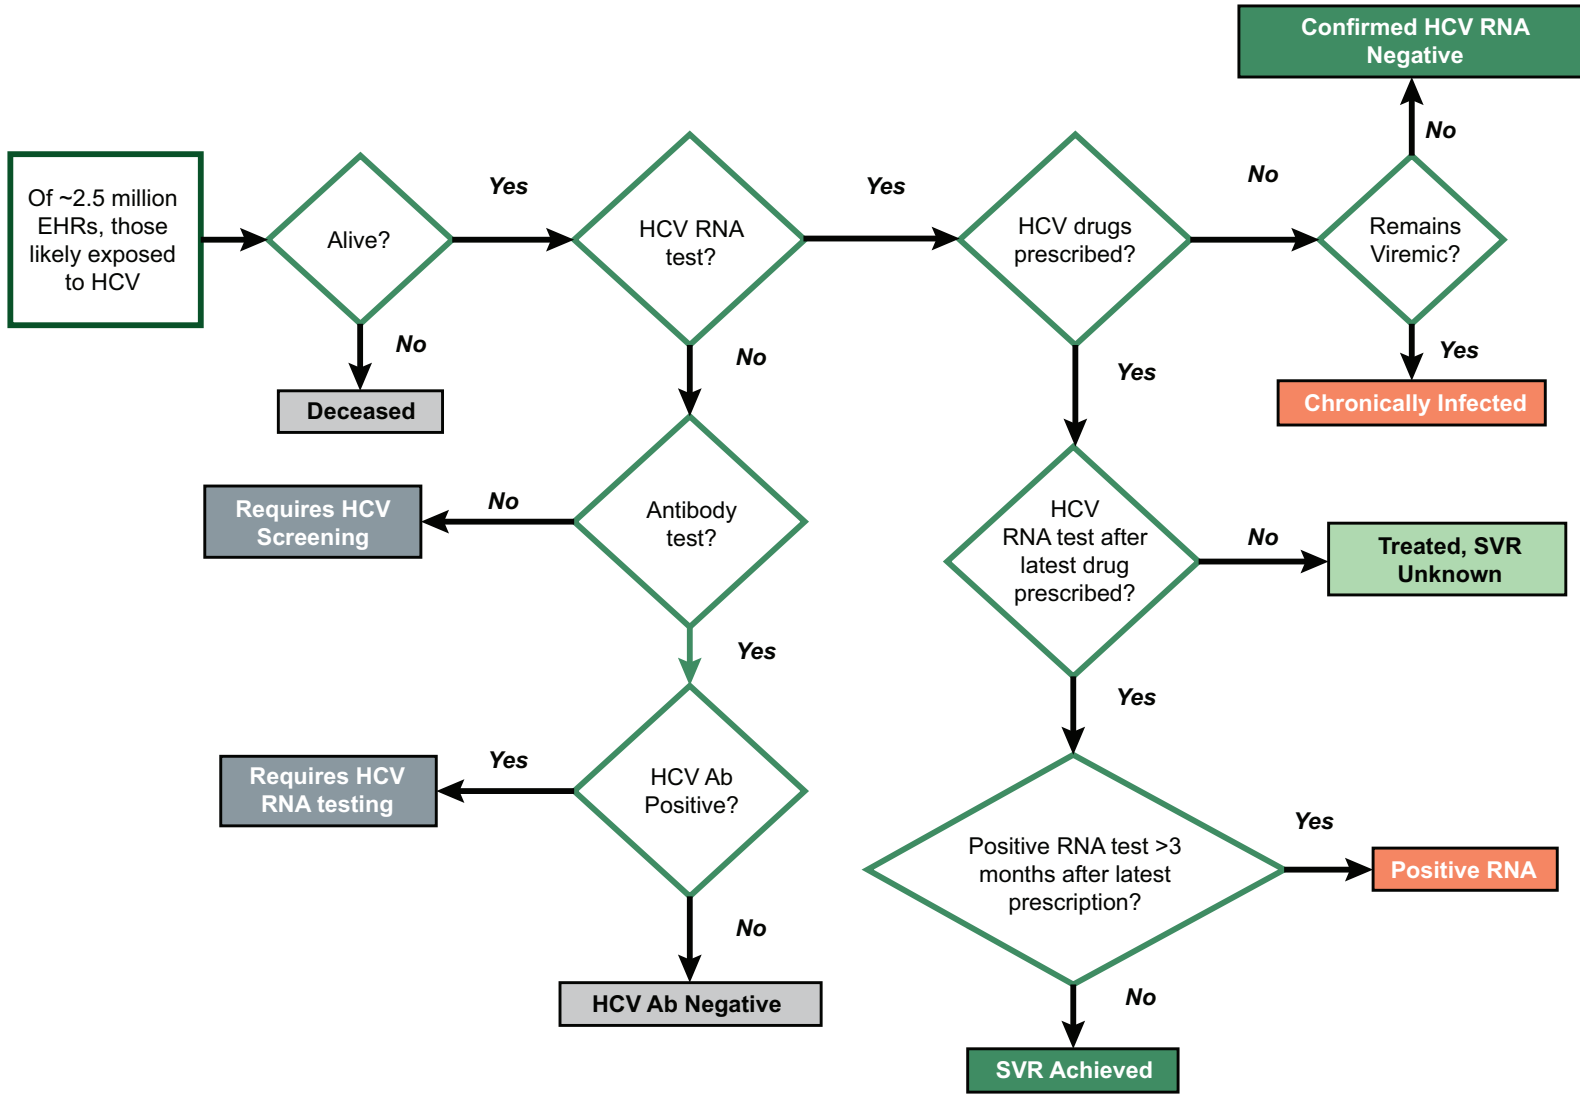 Confirmed HCV RNA
Negative
No
Of ~2.5 million
EHRs, those
likely exposed
to HCV
Alive?
Yes
HCV RNA
test?
Yes
HCV drugs
prescribed?
No
Remains
Viremic?
No
Deceased
No
Yes
Yes
Chronically Infected
Requires HCV
Screening
No
Antibody
test?
HCV
RNA test after
latest drug
prescribed?
No
Treated, SVR
Unknown
Yes
Yes
Requires HCV
RNA testing
Yes
HCV Ab
Positive?
Positive RNA test >3
months after latest
prescription?
Yes
Positive RNA
No
HCV Ab Negative
No
SVR Achieved